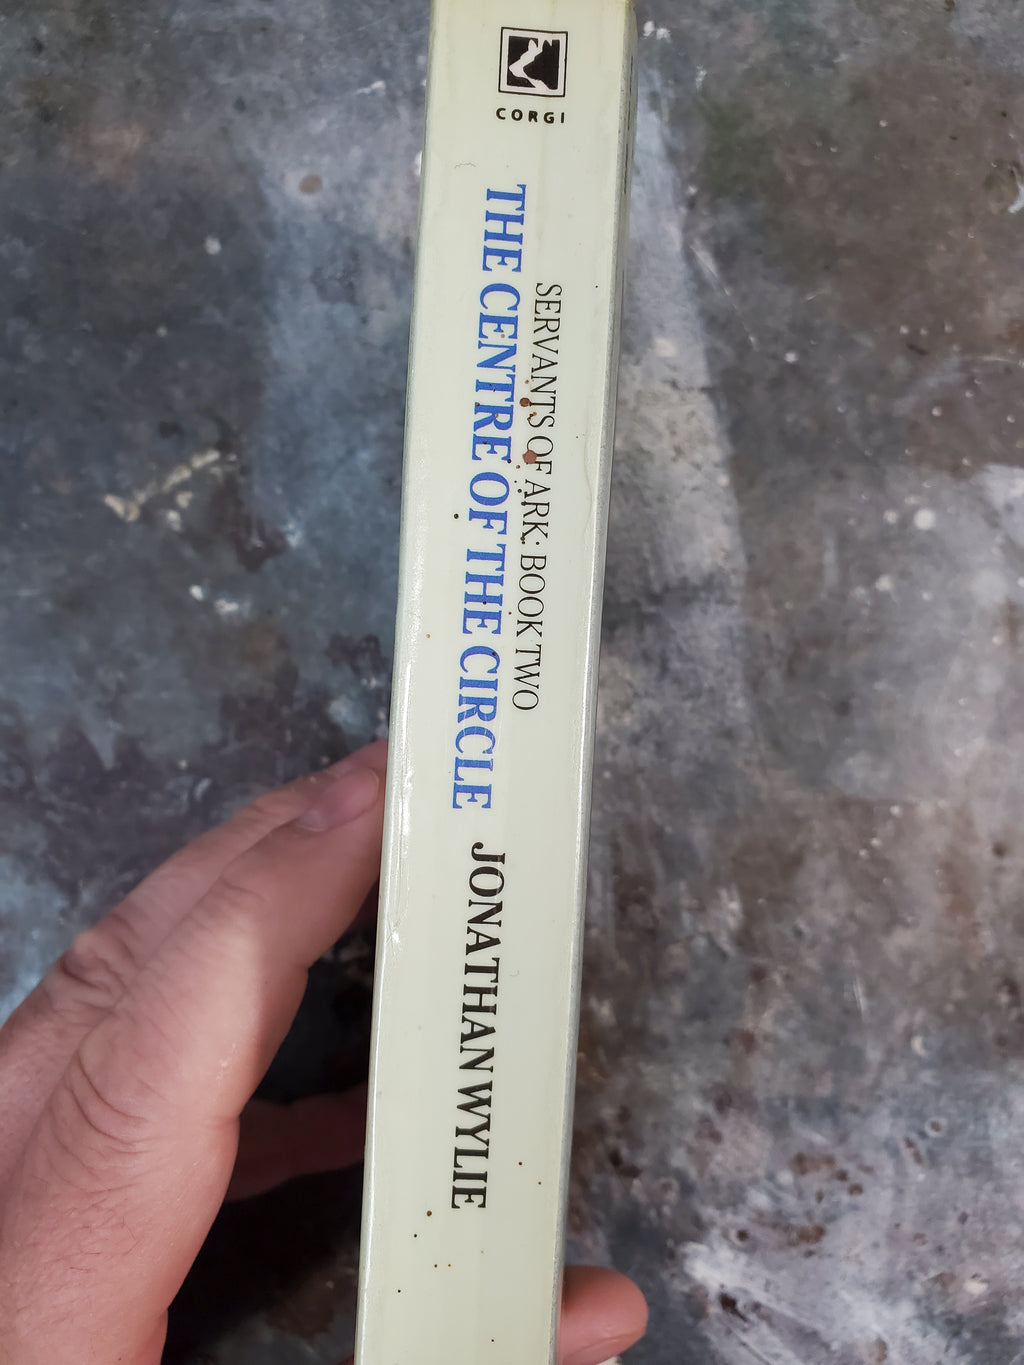 CORGI
SERVANTS OF ARK: BOOK TWO
THE CENTRE OF THE CIRCLE
JONATHAN WYLIE